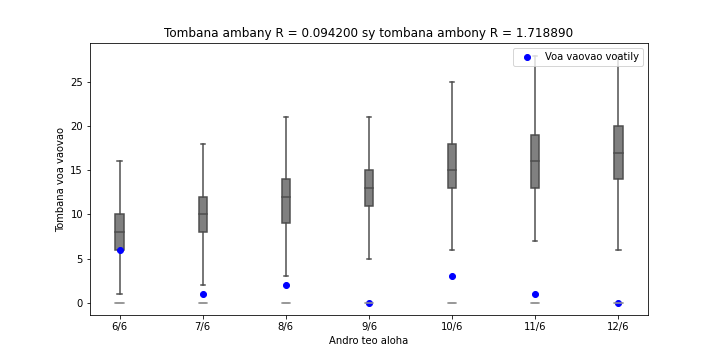 Tombana ambany R = 0.094200 sy tombana ambony R = 1.718890
Voa vaovao voatily
Tombana voa vaovao
25
20
15
10
5
0
6/6 7/6 8/6 9/6 10/6 11/6 12/6
Andro teo aloha